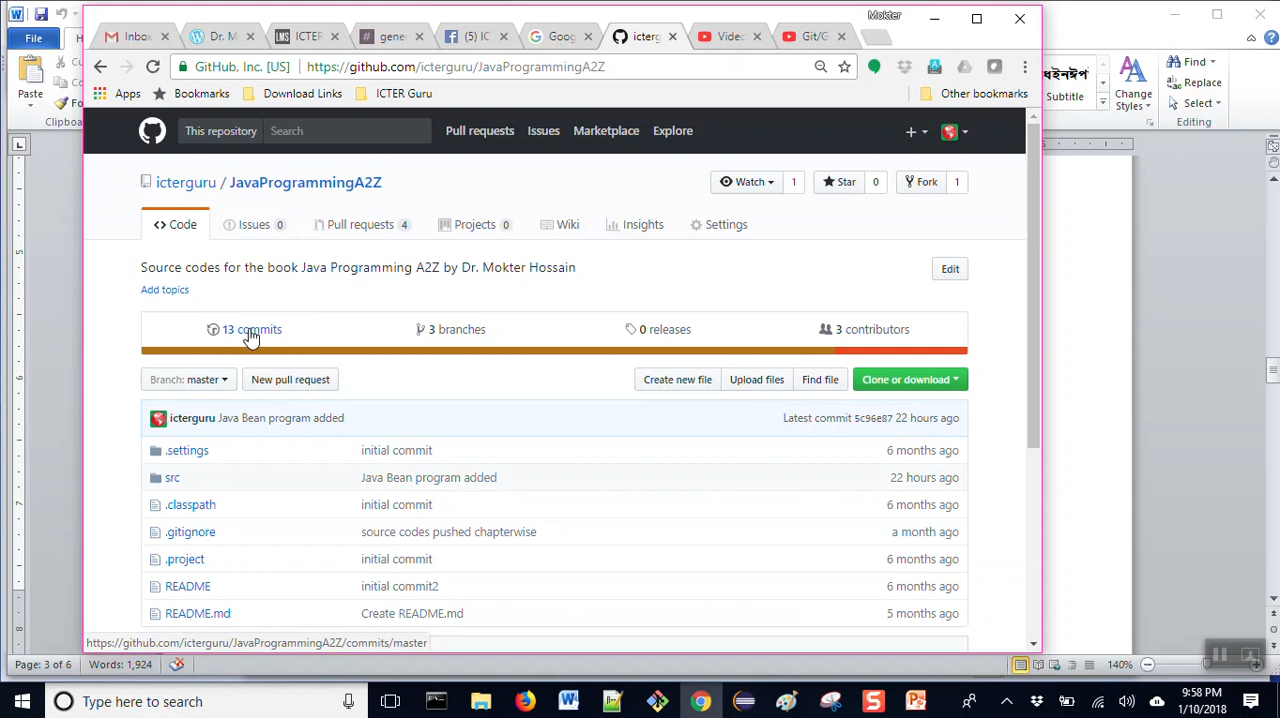 File
Paste
Clipboa
Mokter
Inbo
Dr. M
ICTER
gene
(5) IC
Goog
icterg
Video
Git/G
GitHub, Inc. [US]
https://github.com/icterguru/JavaProgrammingA2Z
Apps
Bookmarks
Download Links
ICTER Guru
Other bookmarks
Subtitle
Change
Styles
Find
Replace
Select
Editing
This repository
Search
Pull requests
Issues
Marketplace
Explore
icterguru / JavaProgrammingA2Z
Watch
1
Star
0
Fork
1
Code
Issues 0
Pull requests 4
Projects 0
Wiki
Insights
Settings
Source codes for the book Java Programming A2Z by Dr. Mokter Hossain
Edit
Add topics
13 commits
3 branches
0 releases
3 contributors
Branch: master
New pull request
Create new file
Upload files
Find file
Clone or download
icterguru Java Bean program added
Latest commit 5c96e87 22 hours ago
.settings
initial commit
6 months ago
src
Java Bean program added
22 hours ago
.classpath
initial commit
6 months ago
.gitignore
source codes pushed chapterwise
a month ago
.project
initial commit
6 months ago
README
initial commit2
6 months ago
README.md
Create README.md
5 months ago
https://github.com/icterguru/JavaProgrammingA2Z/commits/master
Page: 3 of 6
Words: 1,924
140%
Type here to search
9:58 PM
1/10/2018